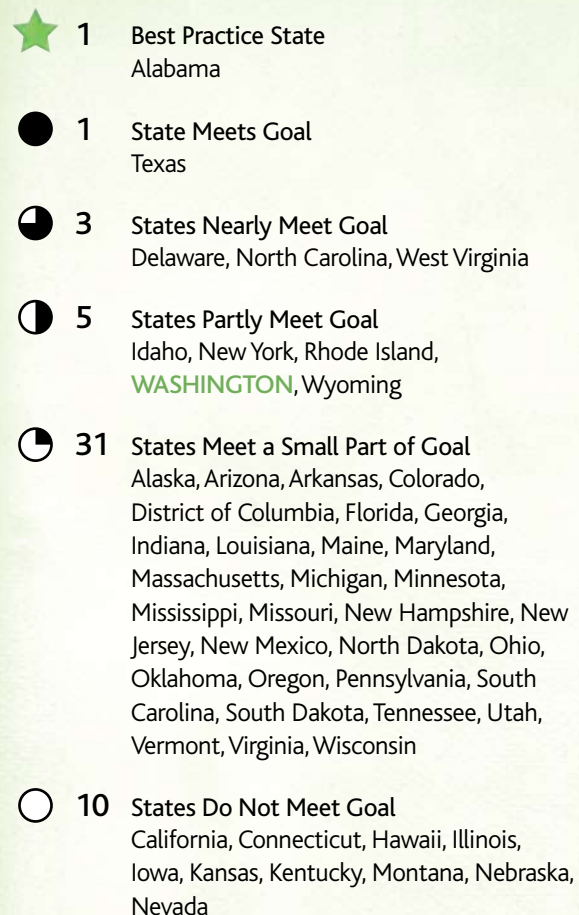 1 Best Practice State
Alabama
1 State Meets Goal
Texas
3 States Nearly Meet Goal
Delaware, North Carolina, West Virginia
5 States Partly Meet Goal
Idaho, New York, Rhode Island,
WASHINGTON, Wyoming
31 States Meet a Small Part of Goal
Alaska, Arizona, Arkansas, Colorado,
District of Columbia, Florida, Georgia,
Indiana, Louisiana, Maine, Maryland,
Massachusetts, Michigan, Minnesota,
Mississippi, Missouri, New Hampshire, New
Jersey, New Mexico, North Dakota, Ohio,
Oklahoma, Oregon, Pennsylvania, South
Carolina, South Dakota, Tennessee, Utah,
Vermont, Virginia, Wisconsin
10 States Do Not Meet Goal
California, Connecticut, Hawaii, Illinois,
Iowa, Kansas, Kentucky, Montana, Nebraska,
Nevada